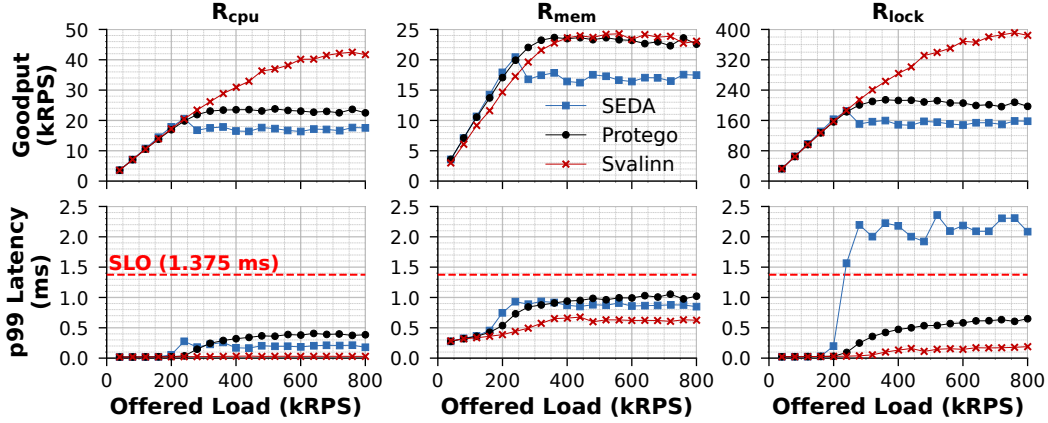 R_cpu
R_mem
R_lock
Goodput
(kRPS)
50
40
30
20
10
0
25
20
15
10
5
0
400
320
240
160
80
0
SEDA
Protego
Svalinn
p99 Latency
(ms)
2.5
2.0
1.5
1.0
0.5
0.0
SLO (1.375 ms)
2.5
2.0
1.5
1.0
0.5
0.0
2.5
2.0
1.5
1.0
0.5
0.0
0 200 400 600 800
0 200 400 600 800
0 200 400 600 800
Offered Load (kRPS)
Offered Load (kRPS)
Offered Load (kRPS)